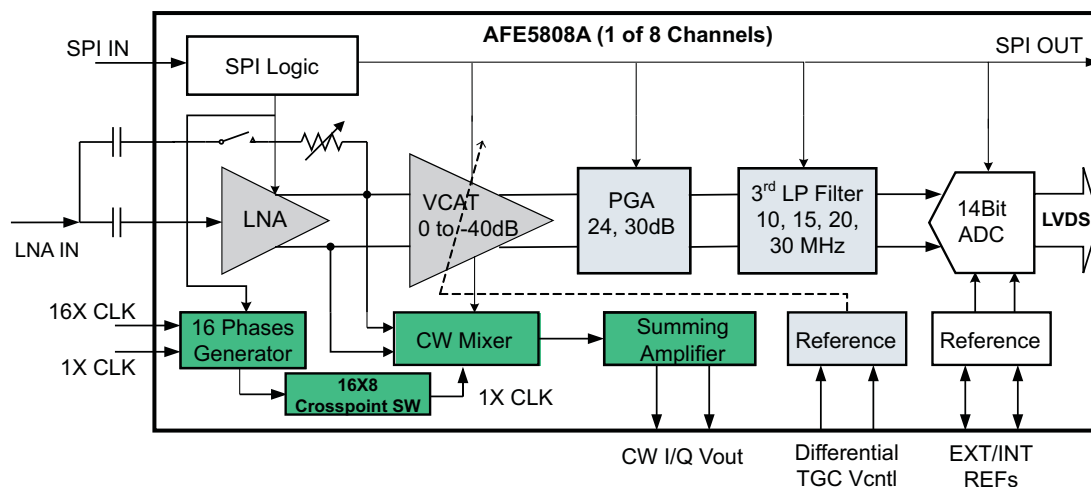 AFE5808A (1 of 8 Channels)
SPI IN
SPI OUT
SPI Logic
LNA IN
LNA
VCAT
0 to -40dB
PGA
24, 30dB
3rd LP Filter
10, 15, 20,
30 MHz
14Bit
ADC
LVDS
16X CLK
1X CLK
16 Phases
Generator
CW Mixer
Summing
Amplifier
Reference
Reference
16X8
Crosspoint SW
1X CLK
CW I/Q Vout
Differential
TGC Vcntl
EXT/INT
REFs